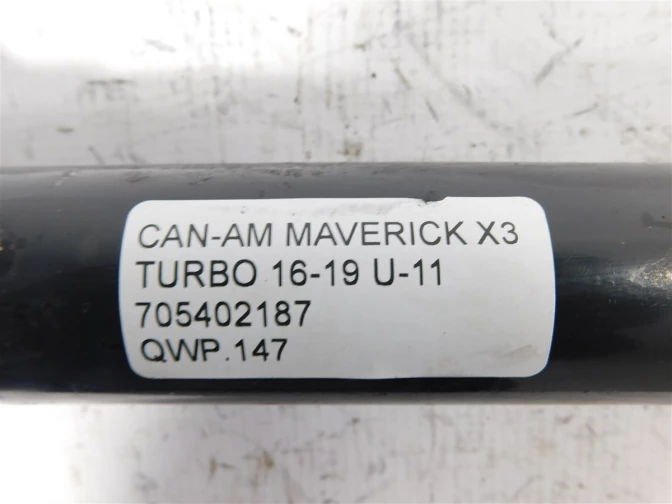 CAN-AM MAVERICK X3
TURBO 16-19 U-11
705402187
QWP.147